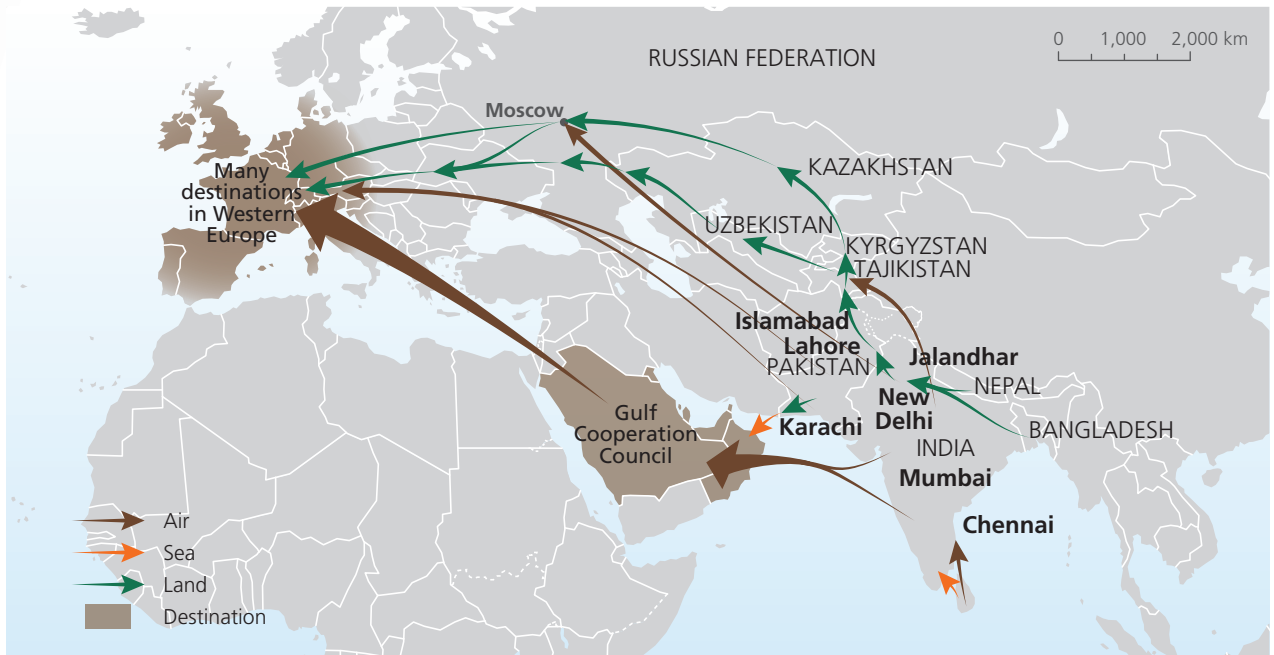 RUSSIAN FEDERATION
0 1,000 2,000 km
Moscow
KAZAKHSTAN
Many
destinations
in Western
Europe
UZBEKISTAN
KYRGYZSTAN
TAJIKISTAN
Islamabad
Lahore
PAKISTAN
Jalandhar
NEPAL
New
Delhi
Karachi
BANGLADESH
INDIA
Gulf
Cooperation
Council
Mumbai
Chennai
Air
Sea
Land
Destination